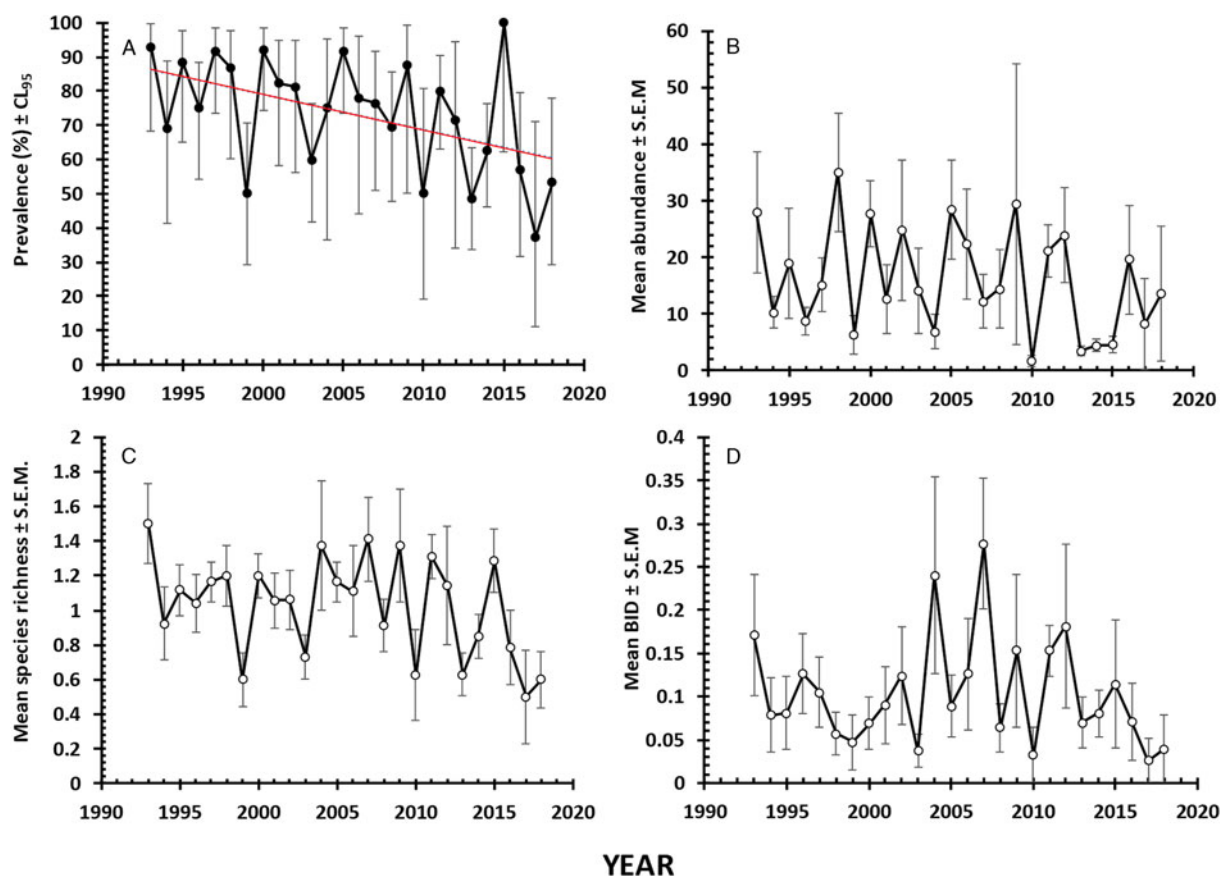 A
Prevalence (%) ± CL95
100
90
80
70
60
50
40
30
20
10
0
1990 1995 2000 2005 2010 2015 2020
B
Mean abundance ± S.E.M
60
50
40
30
20
10
0
1990 1995 2000 2005 2010 2015 2020
C
Mean species richness ± S.E.M.
2
1.8
1.6
1.4
1.2
1
0.8
0.6
0.4
0.2
0
1990 1995 2000 2005 2010 2015 2020
D
Mean BID ± S.E.M
0.4
0.35
0.3
0.25
0.2
0.15
0.1
0.05
0
1990 1995 2000 2005 2010 2015 2020
YEAR